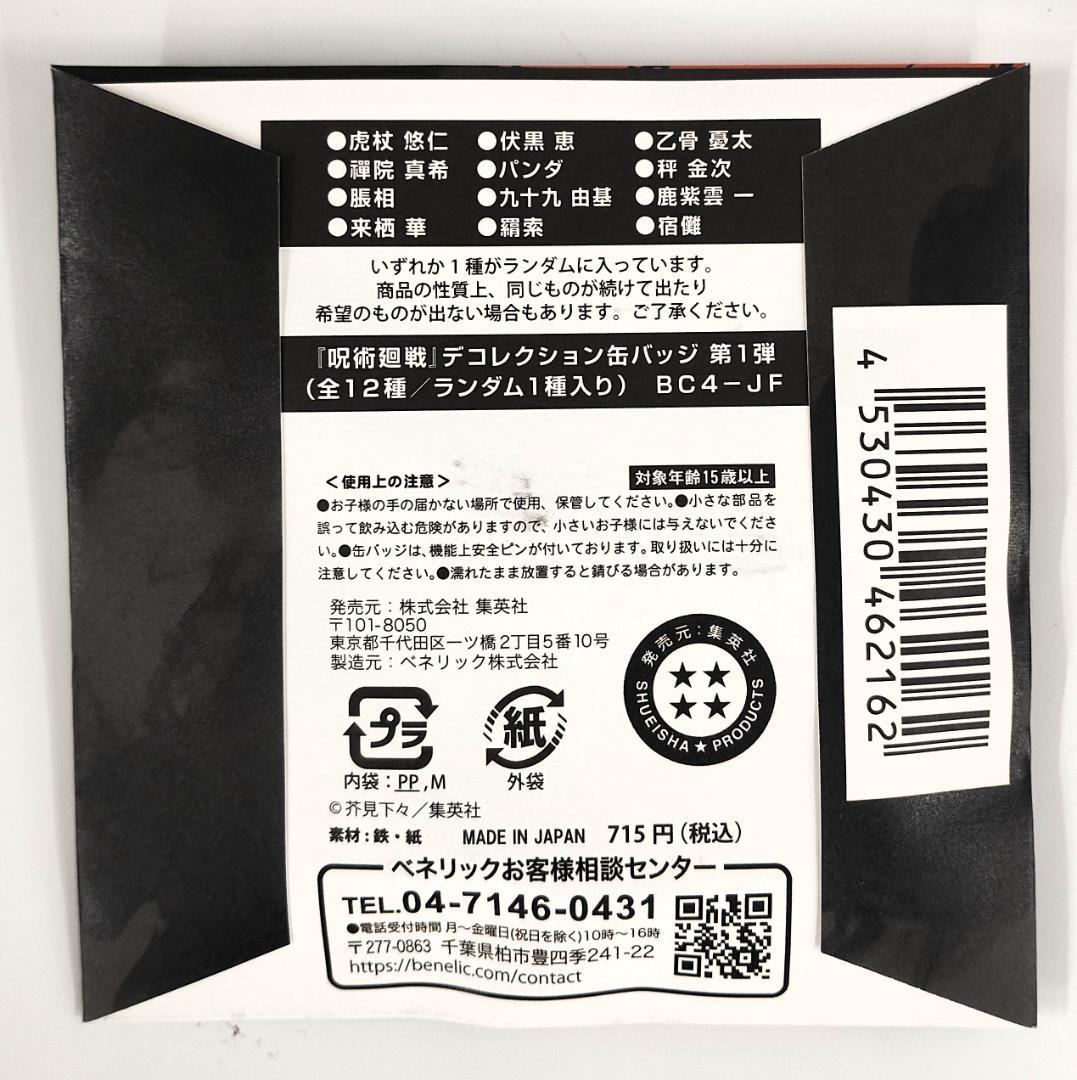 ●虎杖 悠仁 ●伏黒 恵 ●乙骨 憂太
●禪院 真希 ●パンダ ●秤 金次
●脹相 ●九十九 由基 ●鹿紫雲 一
●来栖 華 ●羂索 ●宿儺
いずれか1種がランダムに入っています。
商品の性質上、同じものが続けて出たり
希望のものが出ない場合もあります。ご了承ください。
『呪術廻戦』デコレクション缶バッジ 第1弾
（全12種／ランダム1種入り） BC4-JF
＜使用上の注意＞ 対象年齢15歳以上
●お子様の手の届かない場所で使用、保管してください。●小さな部品を
誤って飲み込む危険がありますので、小さいお子様には与えないでくださ
い。●缶バッジは、機能上安全ピンが付いております。取り扱いには十分に
注意してください。●濡れたまま放置すると錆びる場合があります。
発売元：株式会社 集英社
〒101-8050
東京都千代田区一ツ橋2丁目5番10号
製造元：ベネリック株式会社
発売元：集英社
SHUEISHA★PRODUCTS
プラ
紙
内袋：PP,M 外袋
©芥見下々／集英社
素材：鉄・紙 MADE IN JAPAN 715円（税込）
ベネリックお客様相談センター
TEL.04-7146-0431
●電話受付時間 月～金曜日(祝日を除く)10時～16時
〒277-0863 千葉県柏市豊四季241-22
https://benelic.com/contact
4 530430 462162